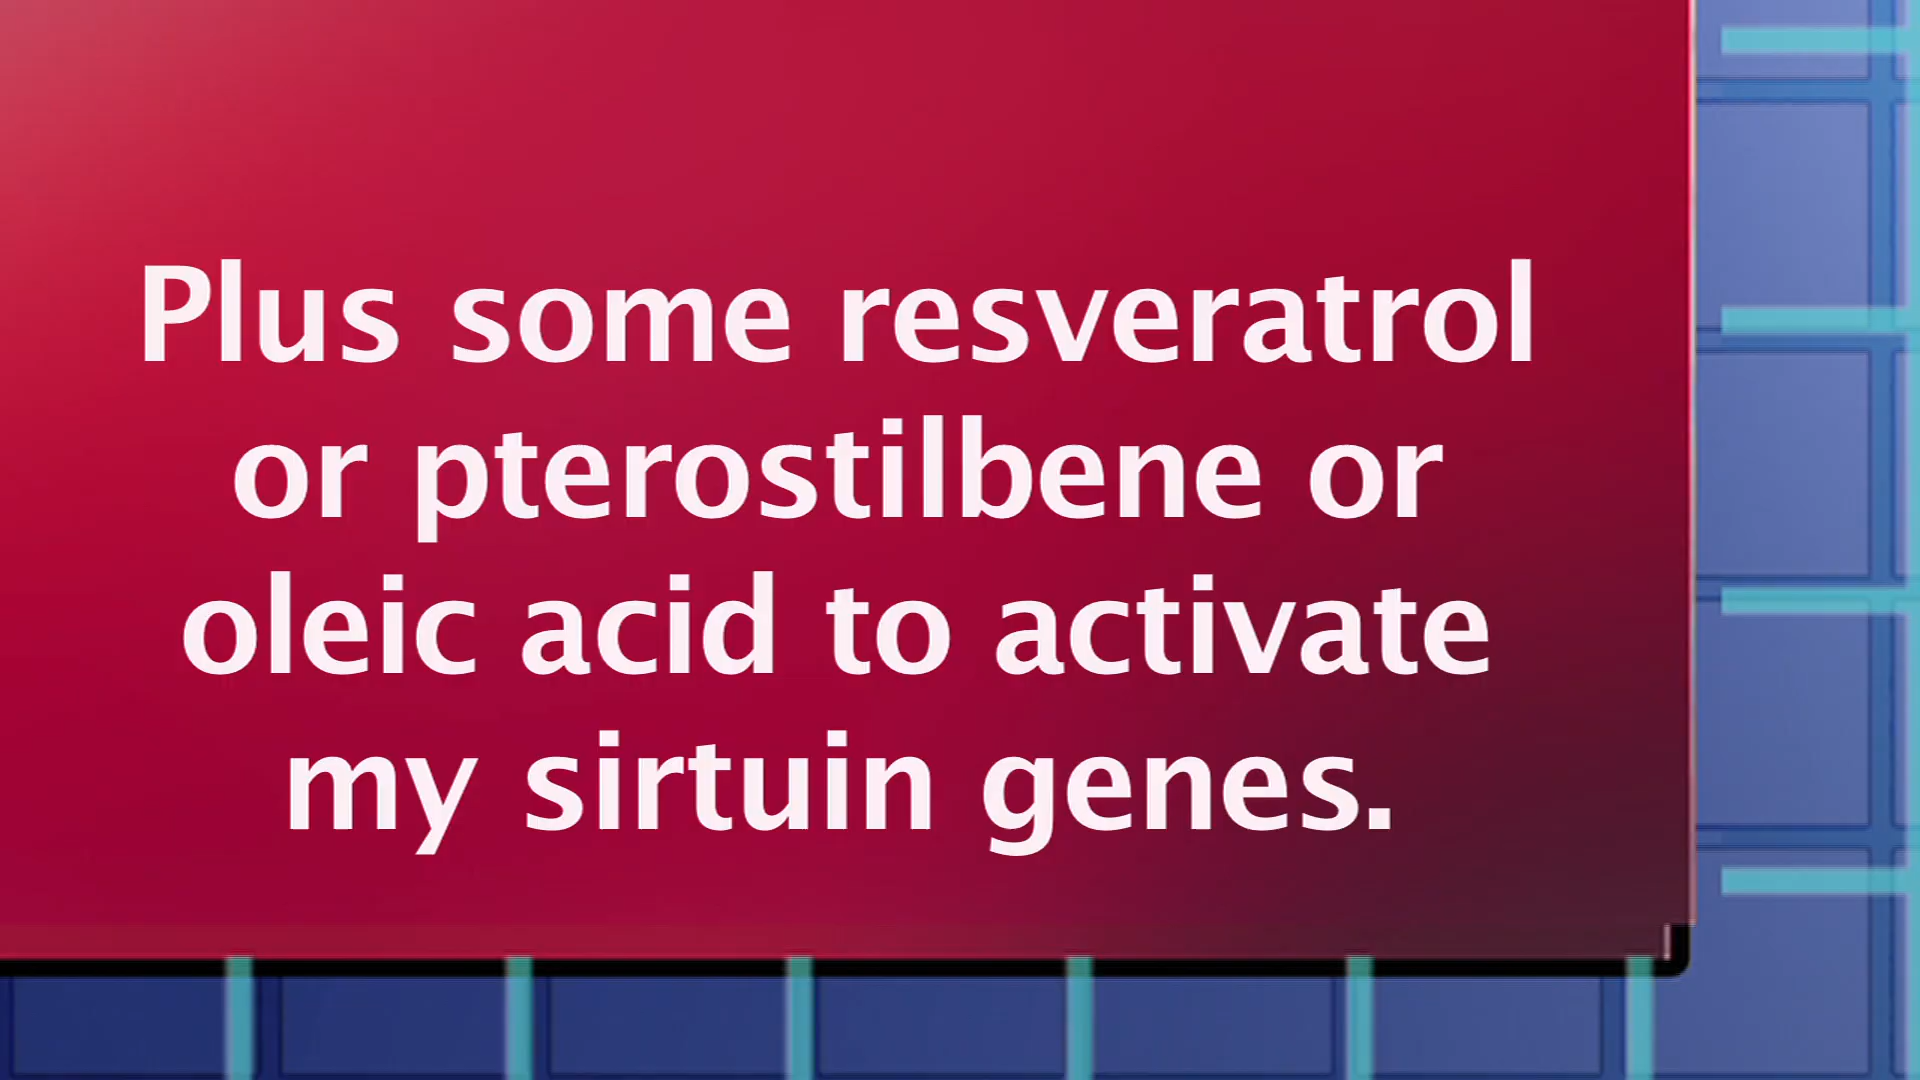 Plus some resveratrol
or pterostilbene or
oleic acid to activate
my sirtuin genes.